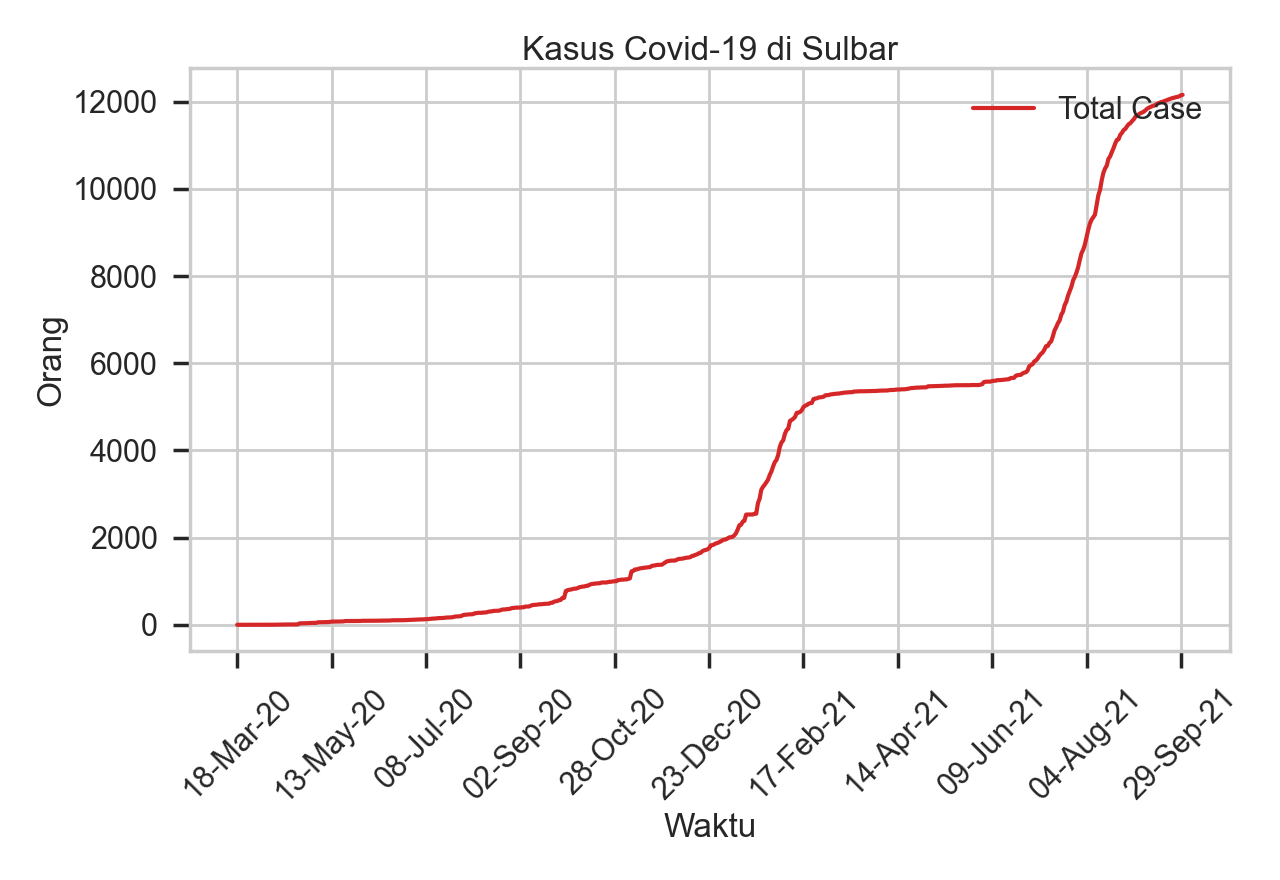 Kasus Covid-19 di Sulbar
Total Case
12000
10000
8000
6000
4000
2000
0
Orang
18-Mar-20
13-May-20
08-Jul-20
02-Sep-20
28-Oct-20
23-Dec-20
17-Feb-21
14-Apr-21
09-Jun-21
04-Aug-21
29-Sep-21
Waktu